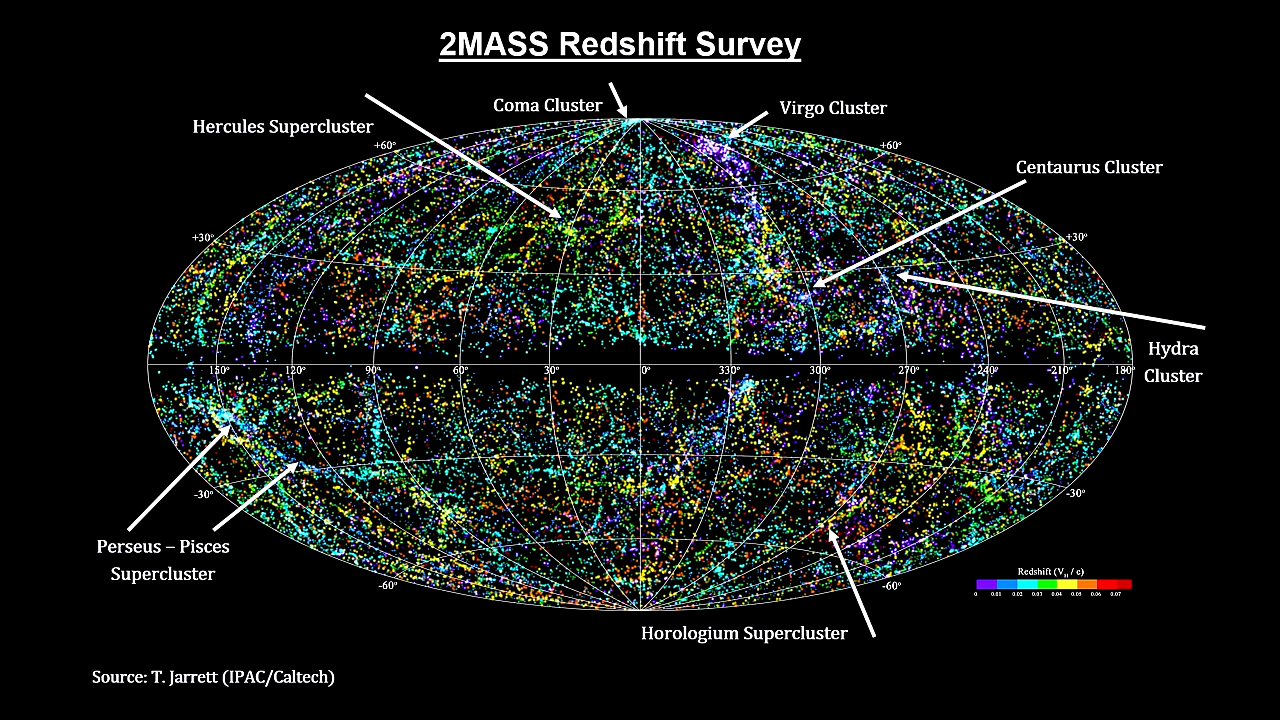 2MASS Redshift Survey
Coma Cluster
Virgo Cluster
Hercules Supercluster
+60°
+60°
Centaurus Cluster
+30°
+30°
Hydra
Cluster
150° 120° 90° 60° 30° 0° 330° 300° 270° 240° 210° 180°
-30°
-30°
Perseus – Pisces
Supercluster
-60°
-60°
Redshift (VH / c)
0 0.01 0.02 0.03 0.04 0.05 0.06 0.07
Horologium Supercluster
Source: T. Jarrett (IPAC/Caltech)